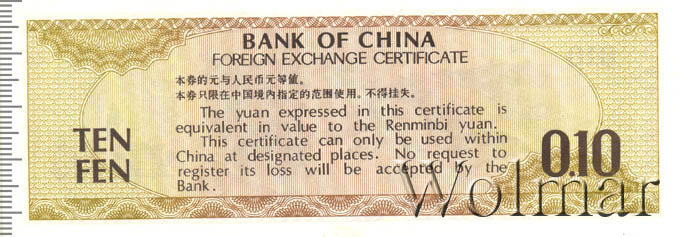 BANK OF CHINA
FOREIGN EXCHANGE CERTIFICATE
本券的元与人民币元等值。
本券只限在中国境内指定的范围使用。不得挂失。
The yuan expressed in this certificate is
equivalent in value to the Renminbi yuan.
This certificate can only be used within
China at designated places. No request to
register its loss will be accepted by the
Bank.
TEN
FEN
0.10
Wolmar